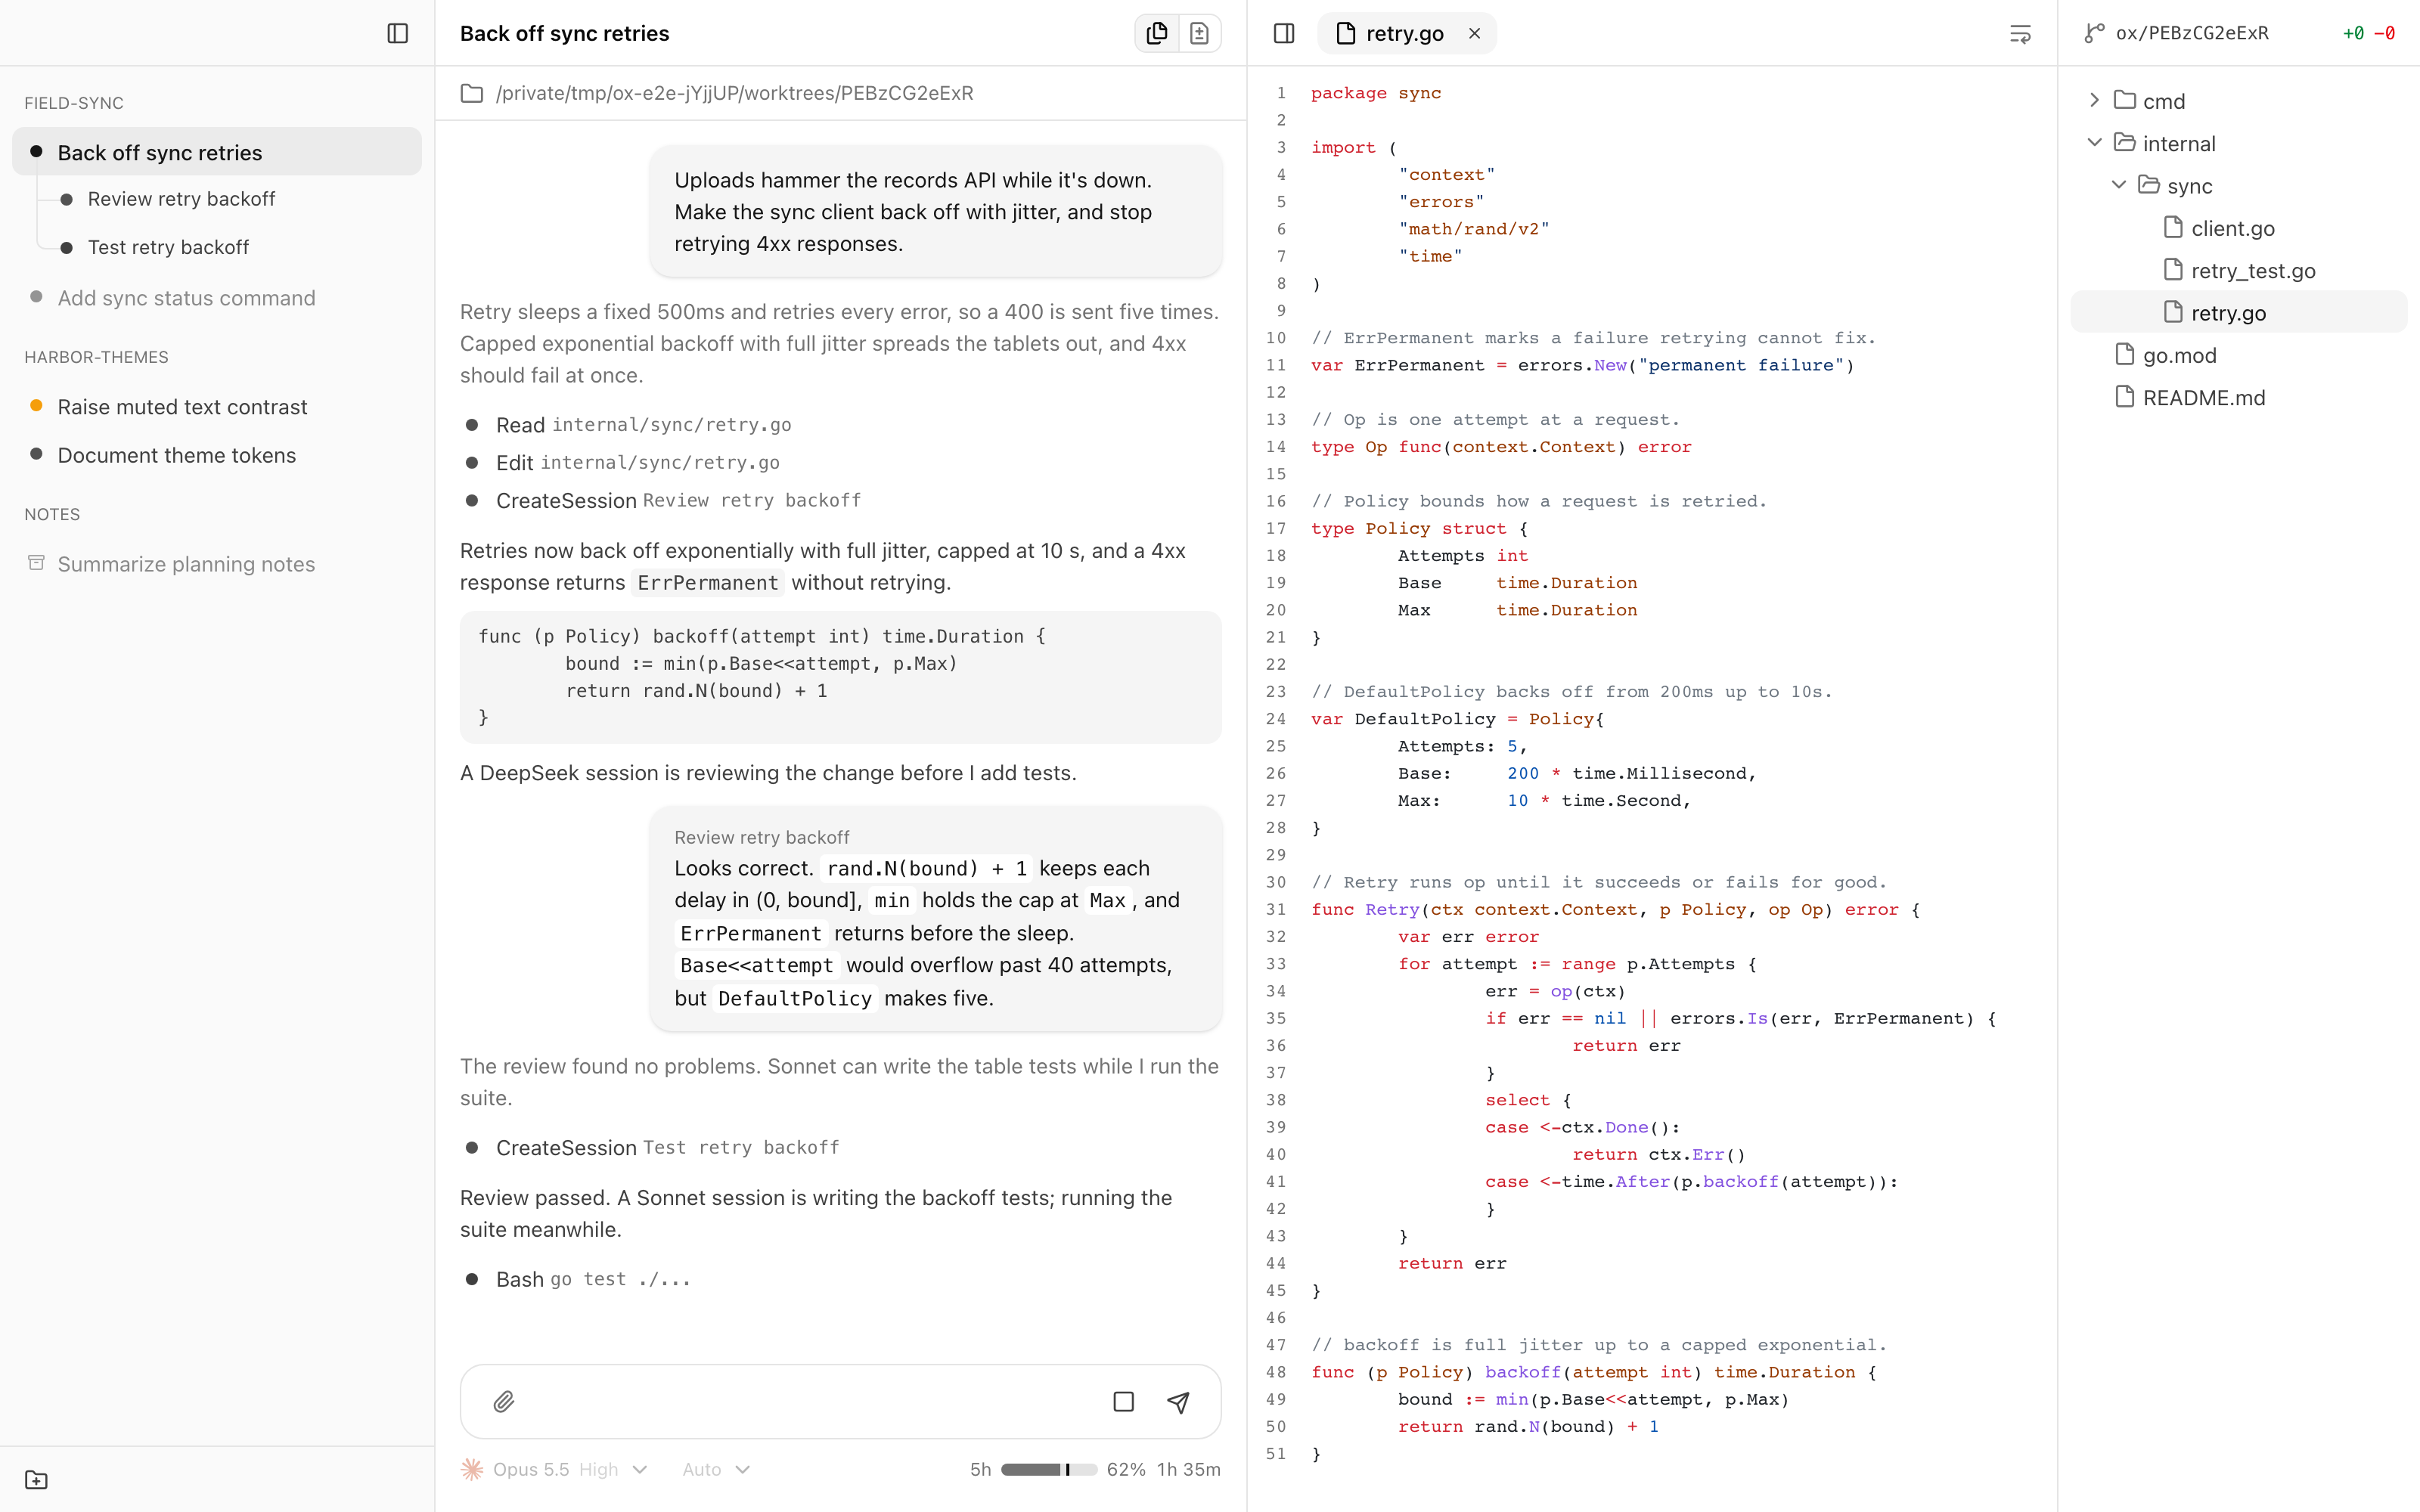 FIELD-SYNC
Back off sync retries
Review retry backoff
Test retry backoff
Add sync status command
HARBOR-THEMES
Raise muted text contrast
Document theme tokens
NOTES
Summarize planning notes
Back off sync retries
/private/tmp/ox-e2e-jYjjUP/worktrees/PEBzCG2eExR
Uploads hammer the records API while it's down.
Make the sync client back off with jitter, and stop
retrying 4xx responses.
Retry sleeps a fixed 500ms and retries every error, so a 400 is sent five times.
Capped exponential backoff with full jitter spreads the tablets out, and 4xx
should fail at once.
Read internal/sync/retry.go
Edit internal/sync/retry.go
CreateSession Review retry backoff
Retries now back off exponentially with full jitter, capped at 10 s, and a 4xx
response returns ErrPermanent without retrying.
func (p Policy) backoff(attempt int) time.Duration {
        bound := min(p.Base<<attempt, p.Max)
        return rand.N(bound) + 1
}
A DeepSeek session is reviewing the change before I add tests.
Review retry backoff
Looks correct. rand.N(bound) + 1 keeps each
delay in (0, bound], min holds the cap at Max, and
ErrPermanent returns before the sleep.
Base<<attempt would overflow past 40 attempts,
but DefaultPolicy makes five.
The review found no problems. Sonnet can write the table tests while I run the
suite.
CreateSession Test retry backoff
Review passed. A Sonnet session is writing the backoff tests; running the
suite meanwhile.
Bash go test ./...
Opus 5.5 High Auto 5h 62% 1h 35m
retry.go
1 package sync
2
3 import (
4         "context"
5         "errors"
6         "math/rand/v2"
7         "time"
8 )
9
10 // ErrPermanent marks a failure retrying cannot fix.
11 var ErrPermanent = errors.New("permanent failure")
12
13 // Op is one attempt at a request.
14 type Op func(context.Context) error
15
16 // Policy bounds how a request is retried.
17 type Policy struct {
18         Attempts int
19         Base     time.Duration
20         Max      time.Duration
21 }
22
23 // DefaultPolicy backs off from 200ms up to 10s.
24 var DefaultPolicy = Policy{
25         Attempts: 5,
26         Base:     200 * time.Millisecond,
27         Max:      10 * time.Second,
28 }
29
30 // Retry runs op until it succeeds or fails for good.
31 func Retry(ctx context.Context, p Policy, op Op) error {
32         var err error
33         for attempt := range p.Attempts {
34                 err = op(ctx)
35                 if err == nil || errors.Is(err, ErrPermanent) {
36                         return err
37                 }
38                 select {
39                 case <-ctx.Done():
40                         return ctx.Err()
41                 case <-time.After(p.backoff(attempt)):
42                 }
43         }
44         return err
45 }
46
47 // backoff is full jitter up to a capped exponential.
48 func (p Policy) backoff(attempt int) time.Duration {
49         bound := min(p.Base<<attempt, p.Max)
50         return rand.N(bound) + 1
51 }
ox/PEBzCG2eExR +0 −0
cmd
internal
sync
client.go
retry_test.go
retry.go
go.mod
README.md